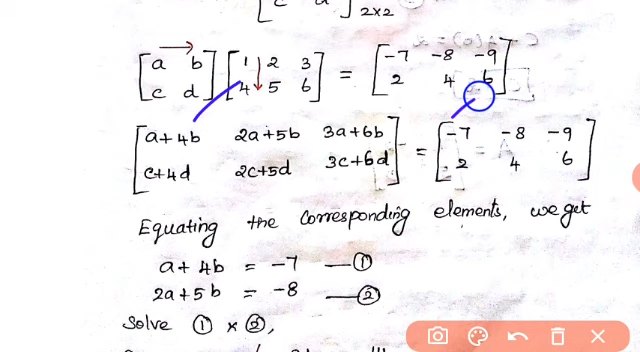 [c d] 2×2
[a b; c d] [1 2 3; 4 5 6] = [-7 -8 -9; 2 4 6]
[a+4b 2a+5b 3a+6b; c+4d 2c+5d 3c+6d] = [-7 -8 -9; 2 4 6]
Equating the corresponding elements, we get
a + 4b = -7 —①
2a + 5b = -8 —②
Solve ① × ②,